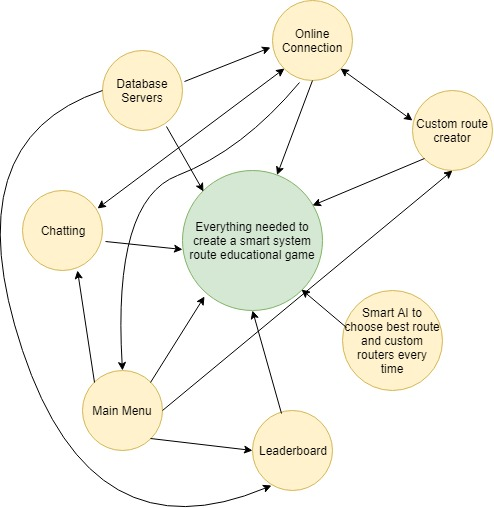 Online
Connection
Database
Servers
Custom route
creator
Chatting
Everything needed to
create a smart system
route educational game
Smart AI to
choose best route
and custom
routers every
time
Main Menu
Leaderboard